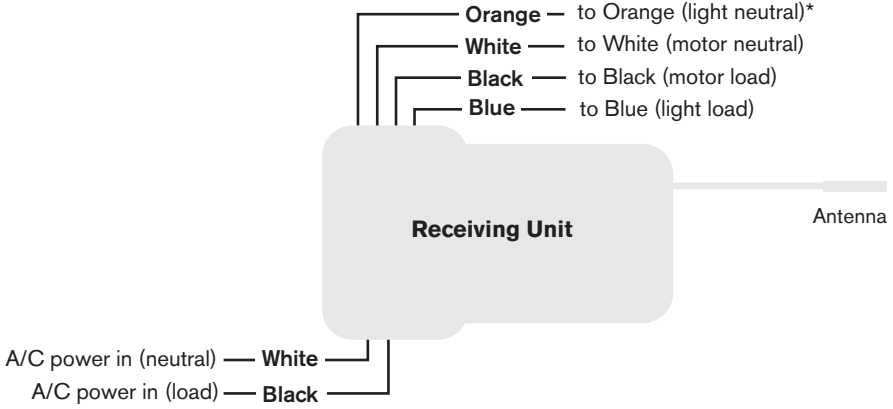 Orange to Orange (light neutral)*
White to White (motor neutral)
Black to Black (motor load)
Blue to Blue (light load)
Antenna
Receiving Unit
A/C power in (neutral) White
A/C power in (load) Black